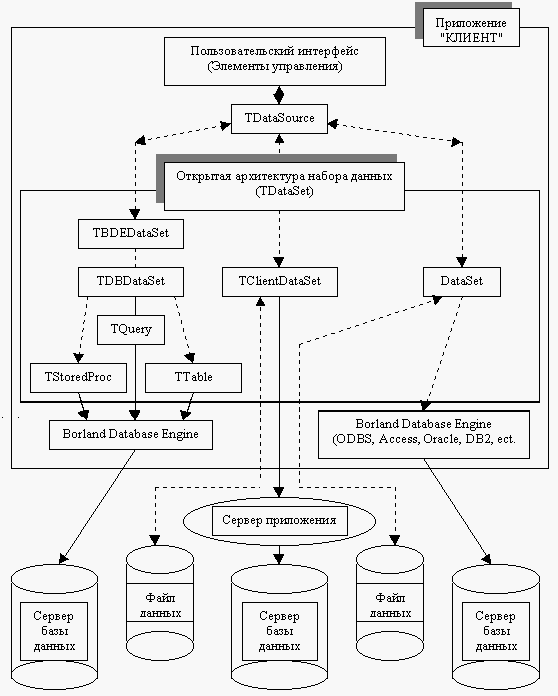 Приложение
"КЛИЕНТ"
Пользовательский интерфейс
(Элементы управления)
TDataSource
Открытая архитектура набора данных
(TDataSet)
TBDEDataSet
TDBDataSet
TClientDataSet
DataSet
TQuery
TStoredProc
TTable
Borland Database Engine
Borland Database Engine
(ODBS, Access, Oracle, DB2, ect.
Сервер приложения
Сервер
базы
данных
Файл
данных
Сервер
базы
данных
Файл
данных
Сервер
базы
данных